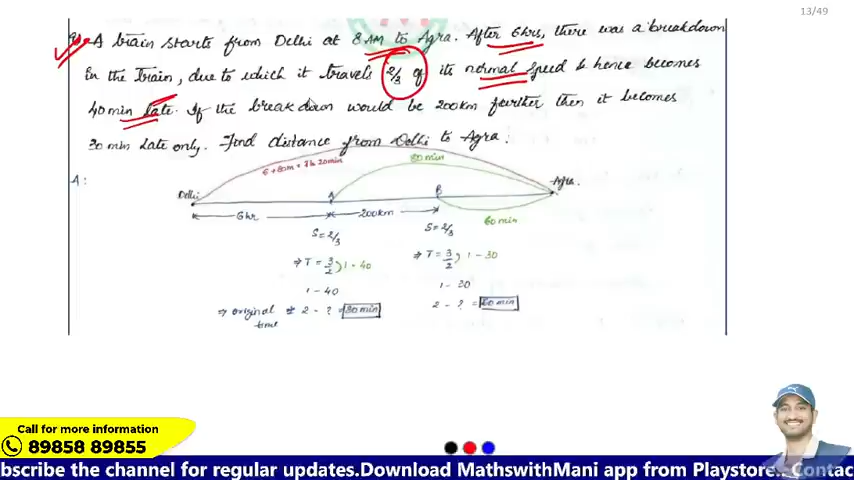 13/49
Q. A train starts from Delhi at 8 AM to Agra. After 6hrs, there was a breakdown
in the Train, due to which it travels 2/3 of its normal speed & hence becomes
40 min late. If the breakdown would be 200km further then it becomes
30 min late only. Find distance from Delhi to Agra.
A:
6+80m = 7h 20min
80 min
Delhi
A
B
Agra.
6hr
200km
60 min
S = 2/3
S = 2/3
⇒ T = 3/2) 1 - 40
⇒ T = 3/2) 1 - 30
1 - 40
1 - 30
⇒ original time = 2 - ? = 80 min
2 - ? = 60 min
Call for more information
89858 89855
bscribe the channel for regular updates.Download MathswithMani app from Playstore.. Contac